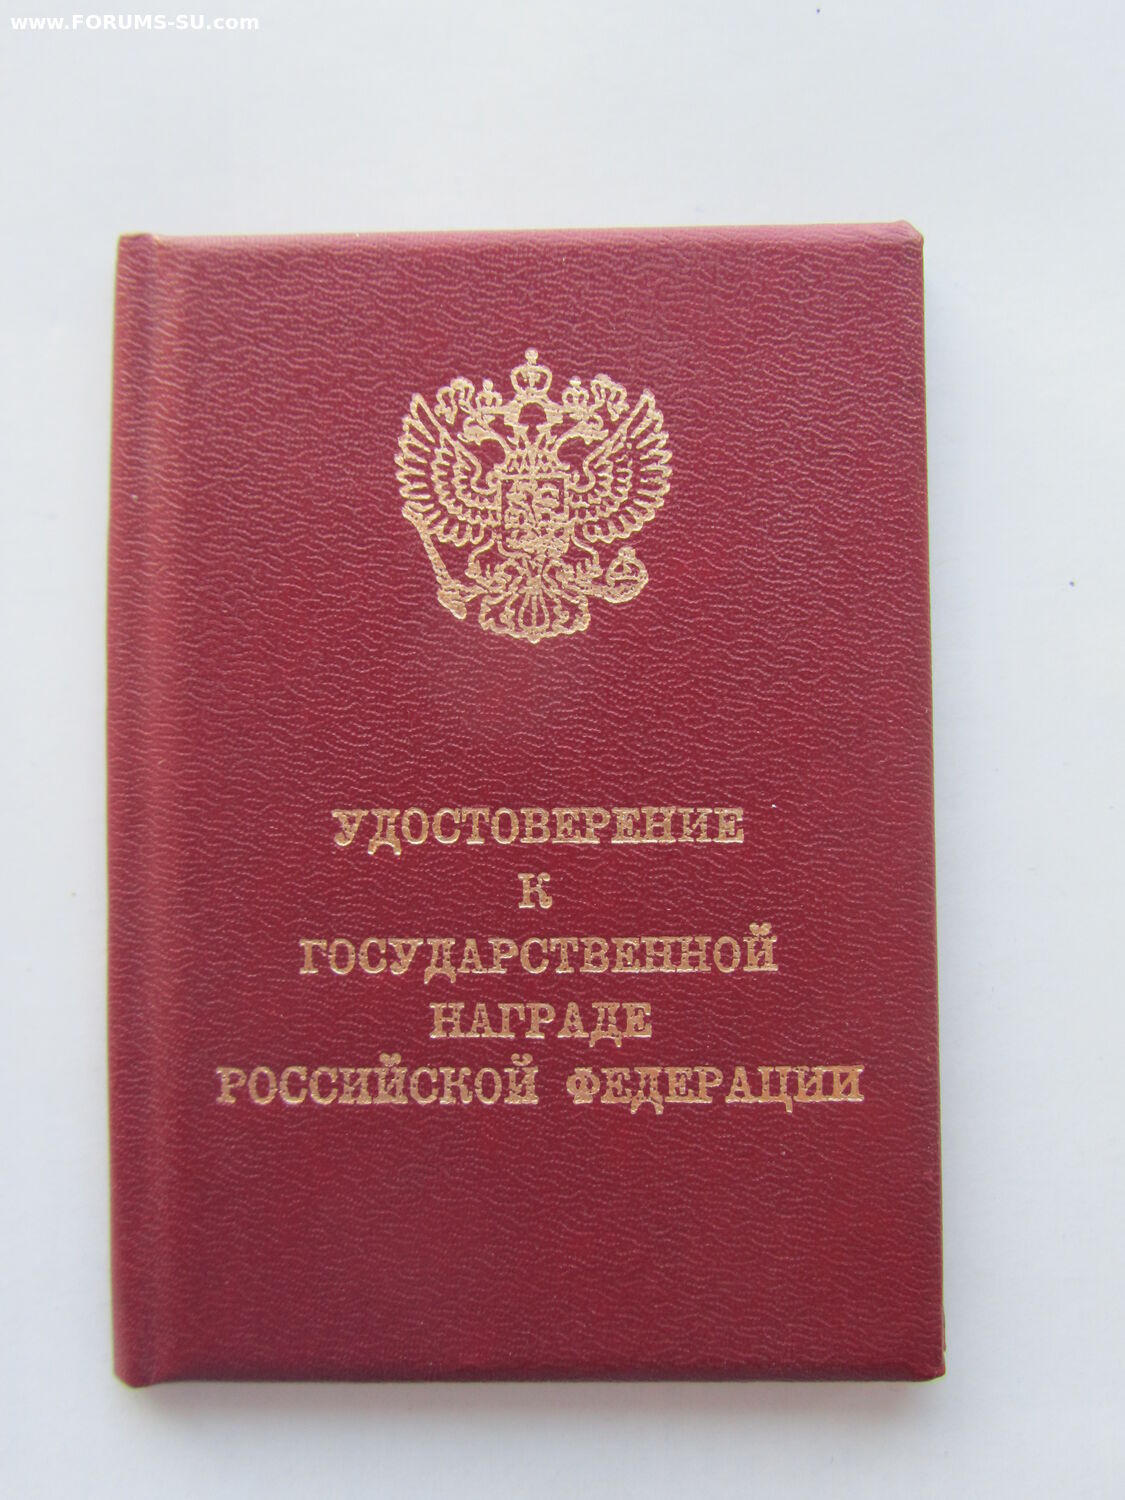 www.FORUMS-SU.com
УДОСТОВЕРЕНИЕ
К
ГОСУДАРСТВЕННОЙ
НАГРАДЕ
РОССИЙСКОЙ ФЕДЕРАЦИИ